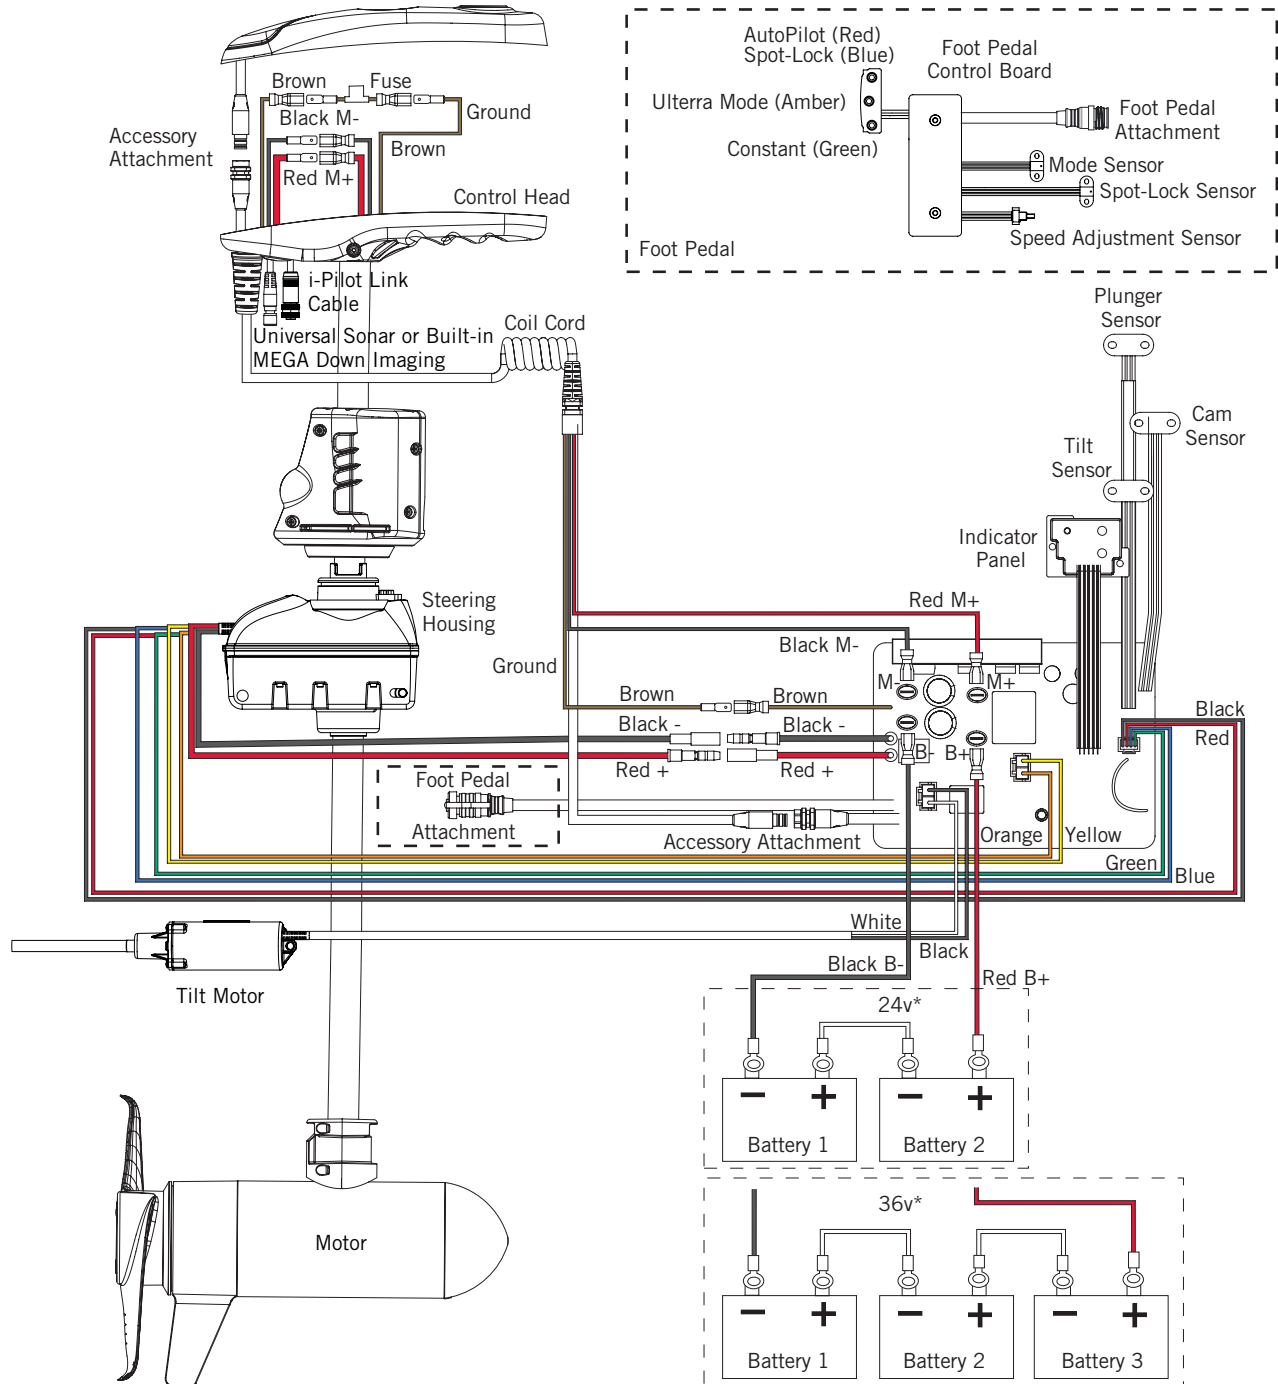 AutoPilot (Red)
Spot-Lock (Blue)
Ulterra Mode (Amber)
Constant (Green)
Foot Pedal
Control Board
Foot Pedal
Attachment
Mode Sensor
Spot-Lock Sensor
Speed Adjustment Sensor
Foot Pedal
Brown
Fuse
Ground
Black M-
Brown
Red M+
Accessory
Attachment
Control Head
i-Pilot Link
Cable
Universal Sonar or Built-in
MEGA Down Imaging
Coil Cord
Plunger
Sensor
Cam
Sensor
Tilt
Sensor
Indicator
Panel
Steering
Housing
Red M+
Black M-
Ground
M-
M+
Brown
Brown
Black -
Black -
Red +
Red +
B-
B+
Black
Red
Foot Pedal
Attachment
Accessory Attachment
Orange
Yellow
Green
Blue
White
Black
Black B-
Red B+
Tilt Motor
24v*
Battery 1
Battery 2
36v*
Battery 1
Battery 2
Battery 3
Motor